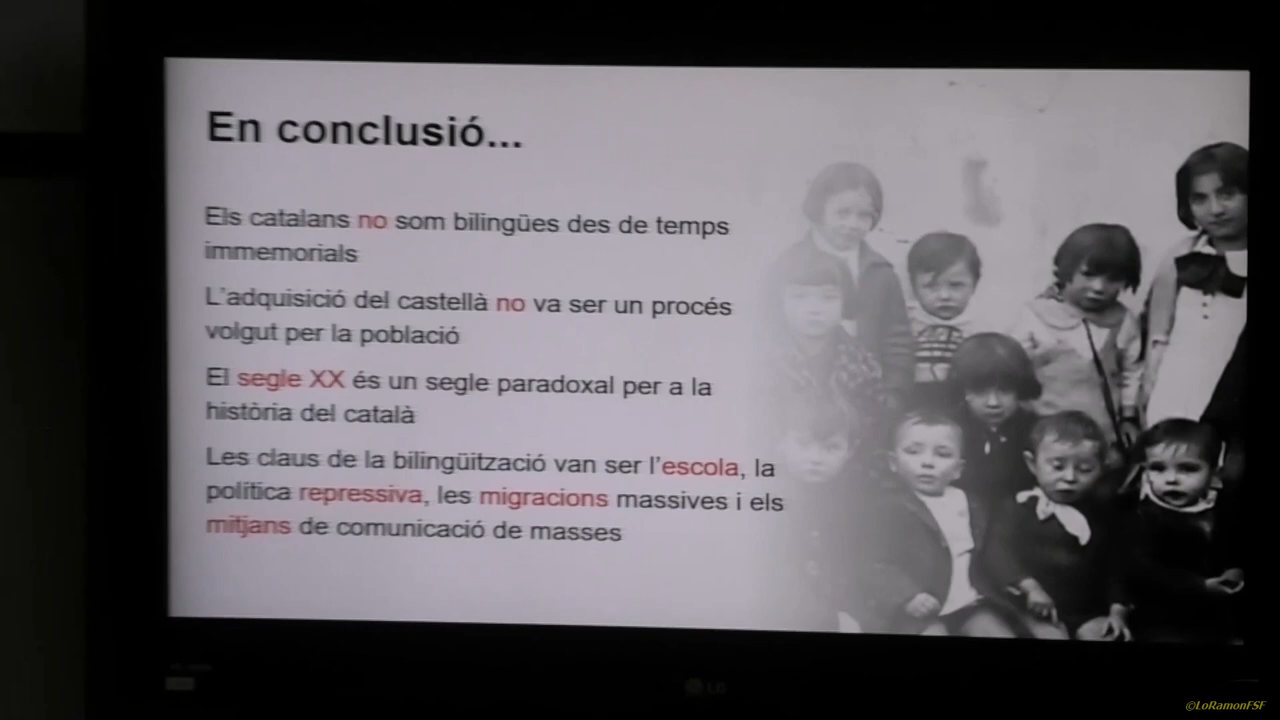 En conclusió...
Els catalans no som bilingües des de temps
immemorials
L'adquisició del castellà no va ser un procés
volgut per la població
El segle XX és un segle paradoxal per a la
història del català
Les claus de la bilingüització van ser l'escola, la
política repressiva, les migracions massives i els
mitjans de comunicació de masses
LG
©LoRamonFSF